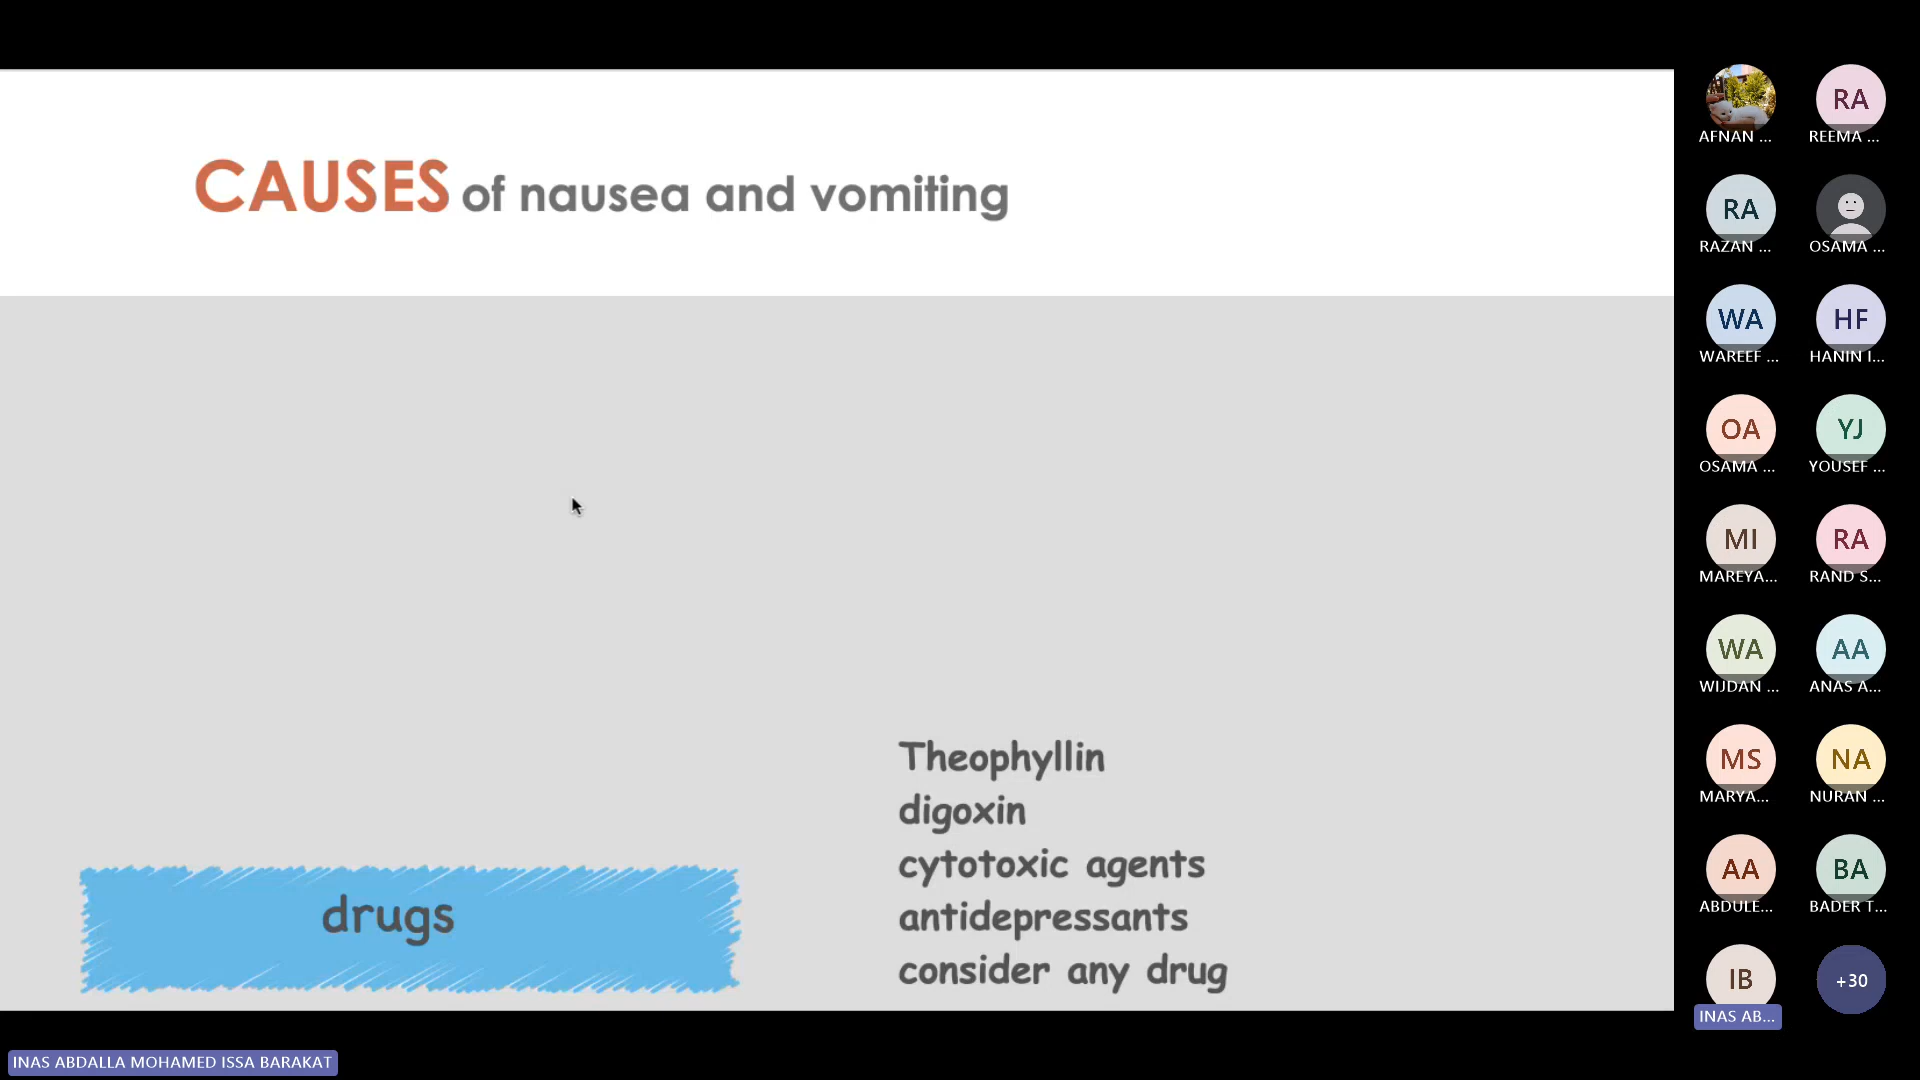 CAUSES of nausea and vomiting
drugs
Theophyllin
digoxin
cytotoxic agents
antidepressants
consider any drug
AFNAN ...
RA
REEMA ...
RA
RAZAN ...
OSAMA ...
WA
WAREEF ...
HF
HANIN I...
OA
OSAMA ...
YJ
YOUSEF ...
MI
MAREYA...
RA
RAND S...
WA
WIJDAN ...
AA
ANAS A...
MS
MARYA...
NA
NURAN ...
AA
ABDULE...
BA
BADER T...
IB
INAS AB...
+30
INAS ABDALLA MOHAMED ISSA BARAKAT